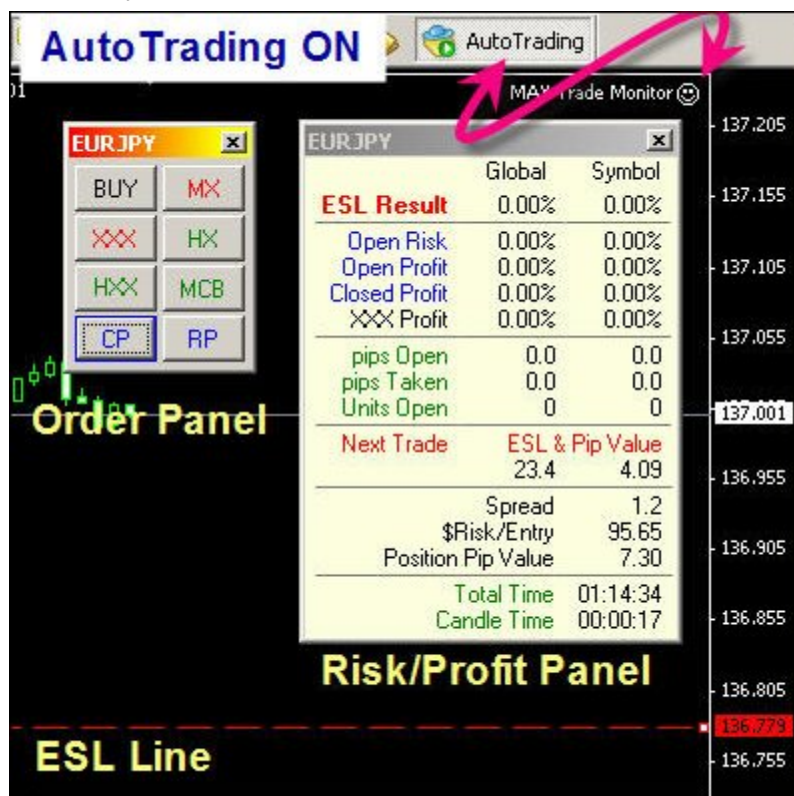 AutoTrading ON
AutoTrading
01
MAX Trade Monitor
137.205
EURJPY
BUY MX
XXX HX
HXX MCB
CP RP
Order Panel
EURJPY
Global Symbol
ESL Result 0.00% 0.00%
Open Risk 0.00% 0.00%
Open Profit 0.00% 0.00%
Closed Profit 0.00% 0.00%
XXX Profit 0.00% 0.00%
pips Open 0.0 0.0
pips Taken 0.0 0.0
Units Open 0 0
Next Trade ESL & Pip Value
23.4 4.09
Spread 1.2
$Risk/Entry 95.65
Position Pip Value 7.30
Total Time 01:14:34
Candle Time 00:00:17
Risk/Profit Panel
137.155
137.105
137.055
137.001
136.955
136.905
136.855
136.805
136.779
136.755
ESL Line